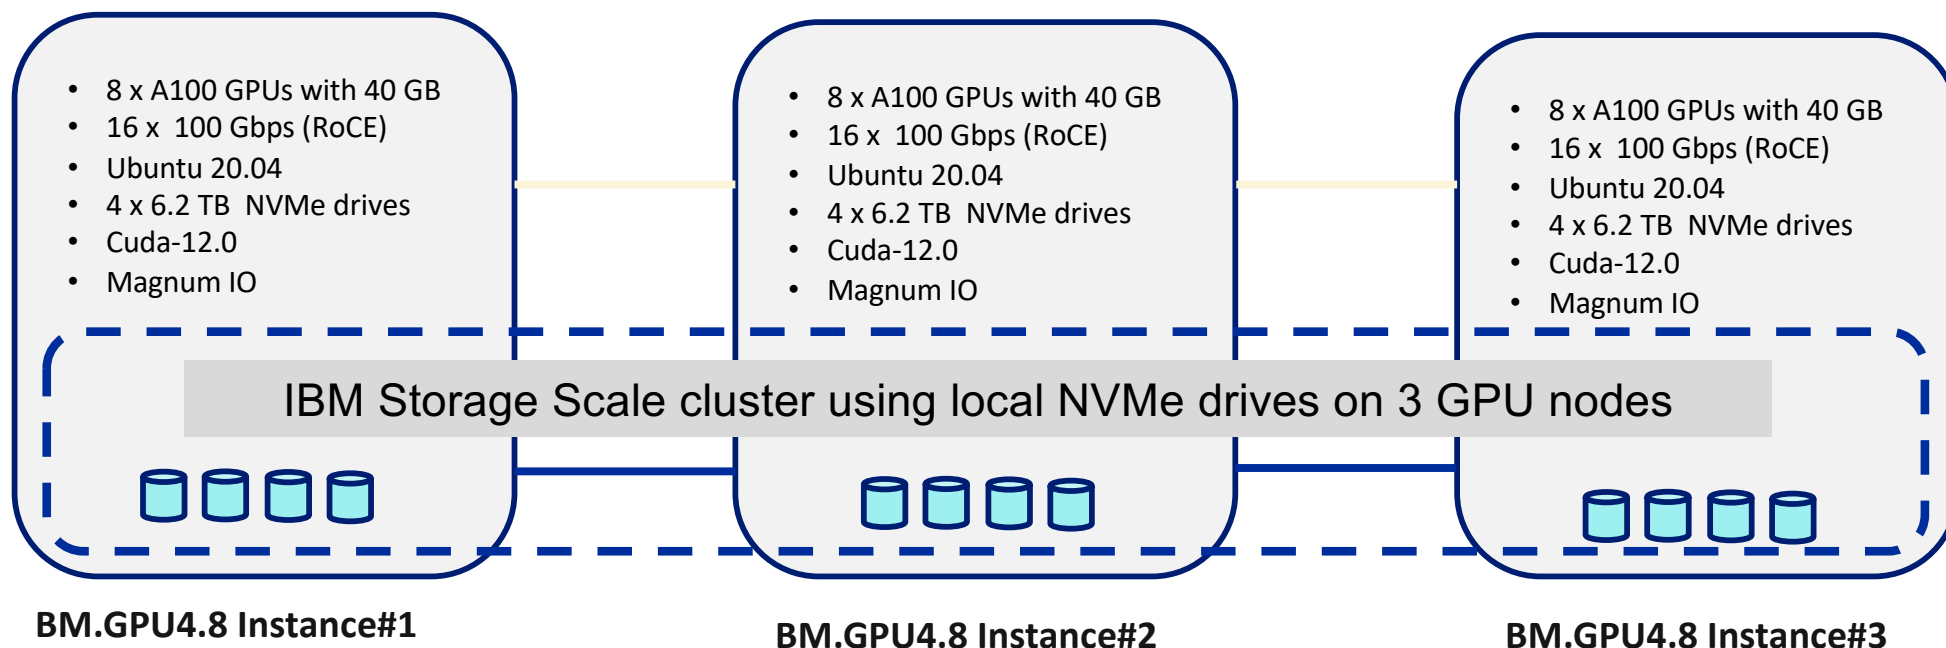 • 8 x A100 GPUs with 40 GB
• 16 x  100 Gbps (RoCE)
• Ubuntu 20.04
• 4 x 6.2 TB  NVMe drives
• Cuda-12.0
• Magnum IO
• 8 x A100 GPUs with 40 GB
• 16 x  100 Gbps (RoCE)
• Ubuntu 20.04
• 4 x 6.2 TB  NVMe drives
• Cuda-12.0
• Magnum IO
• 8 x A100 GPUs with 40 GB
• 16 x  100 Gbps (RoCE)
• Ubuntu 20.04
• 4 x 6.2 TB  NVMe drives
• Cuda-12.0
• Magnum IO
IBM Storage Scale cluster using local NVMe drives on 3 GPU nodes
BM.GPU4.8 Instance#1
BM.GPU4.8 Instance#2
BM.GPU4.8 Instance#3